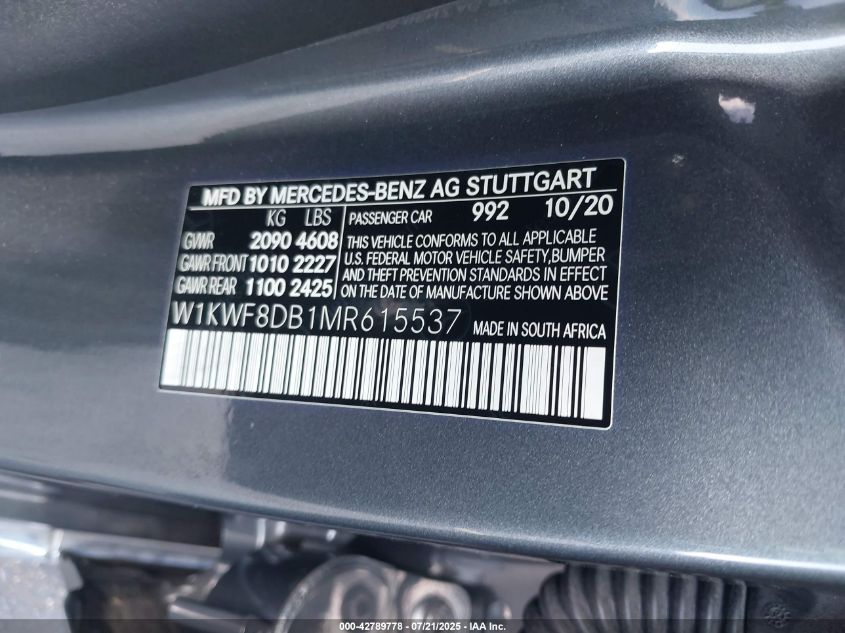 MFD BY MERCEDES-BENZ AG STUTTGART
KG LBS
GVWR 2090 4608
GAWR FRONT 1010 2227
GAWR REAR 1100 2425
PASSENGER CAR 992 10/20
THIS VEHICLE CONFORMS TO ALL APPLICABLE
U.S. FEDERAL MOTOR VEHICLE SAFETY,BUMPER
AND THEFT PREVENTION STANDARDS IN EFFECT
ON DATE OF MANUFACTURE SHOWN ABOVE
W1KWF8DB1MR615537 MADE IN SOUTH AFRICA
000-42789778 - 07/21/2025 - IAA Inc.